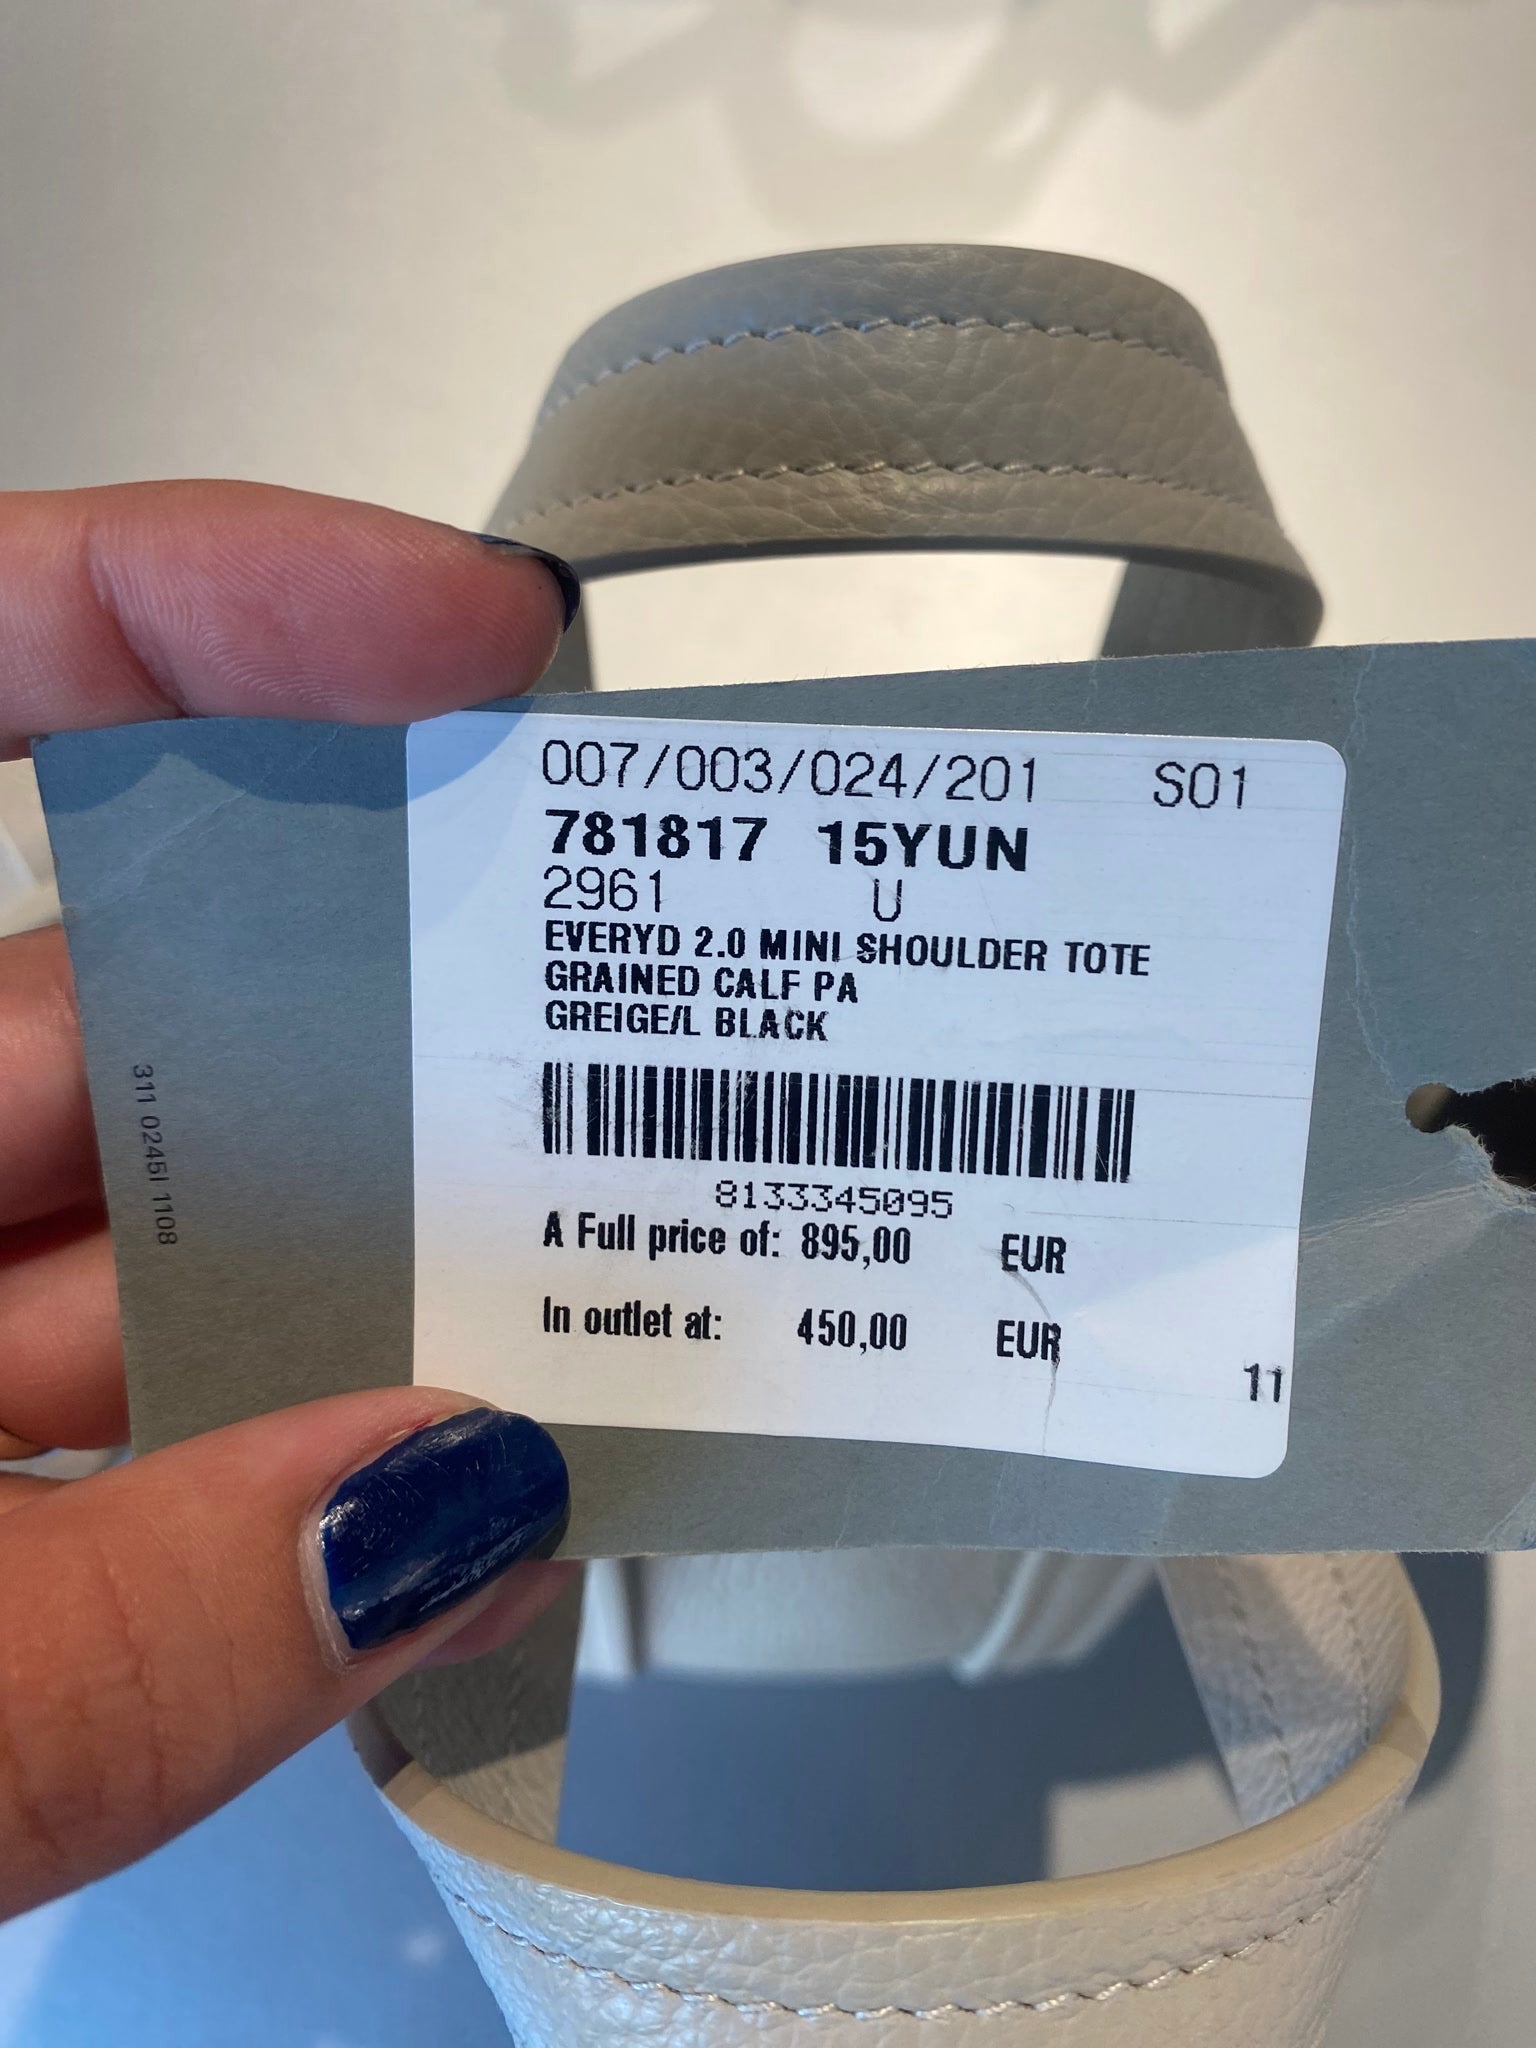 007/003/024/201 S01
781817 15YUN
2961 U
EVERYD 2.0 MINI SHOULDER TOTE
GRAINED CALF PA
GREIGE/L BLACK
8133345095
A Full price of: 895,00 EUR
In outlet at: 450,00 EUR
11
311 0245I 1108